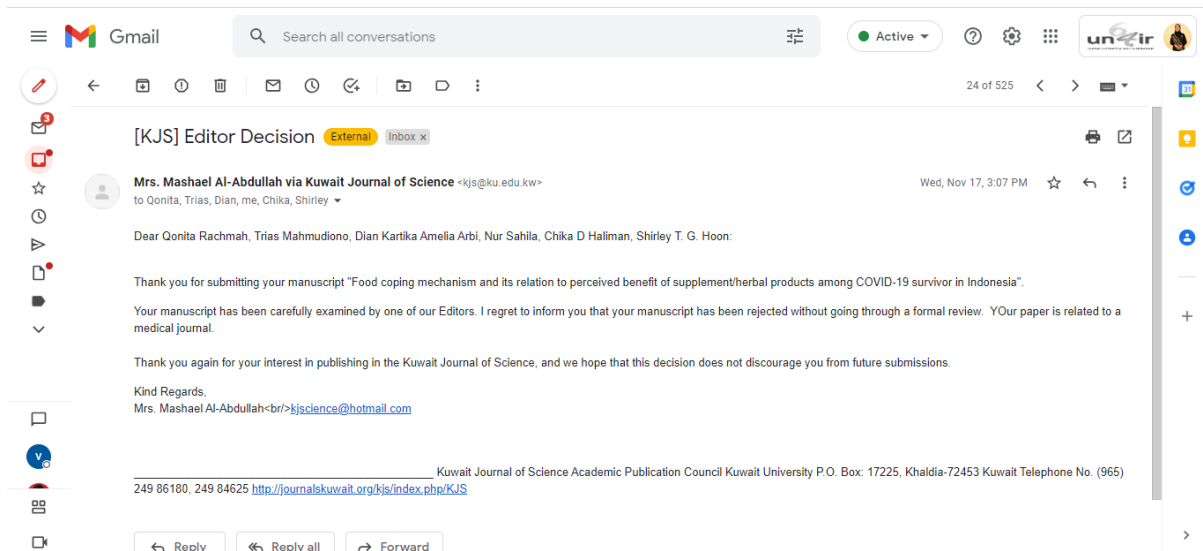 Gmail
Search all conversations
Active
un4ir
24 of 525
3
31
[KJS] Editor Decision External Inbox x
Mrs. Mashael Al-Abdullah via Kuwait Journal of Science <kjs@ku.edu.kw>
Wed, Nov 17, 3:07 PM
to Qonita, Trias, Dian, me, Chika, Shirley
Dear Qonita Rachmah, Trias Mahmudiono, Dian Kartika Amelia Arbi, Nur Sahila, Chika D Haliman, Shirley T. G. Hoon:
Thank you for submitting your manuscript "Food coping mechanism and its relation to perceived benefit of supplement/herbal products among COVID-19 survivor in Indonesia".
Your manuscript has been carefully examined by one of our Editors. I regret to inform you that your manuscript has been rejected without going through a formal review. YOur paper is related to a
medical journal.
Thank you again for your interest in publishing in the Kuwait Journal of Science, and we hope that this decision does not discourage you from future submissions.
Kind Regards,
Mrs. Mashael Al-Abdullah<br/>kjscience@hotmail.com
V
Kuwait Journal of Science Academic Publication Council Kuwait University P.O. Box: 17225, Khaldia-72453 Kuwait Telephone No. (965)
249 86180, 249 84625 http://journalskuwait.org/kjs/index.php/KJS
Reply
Reply all
Forward